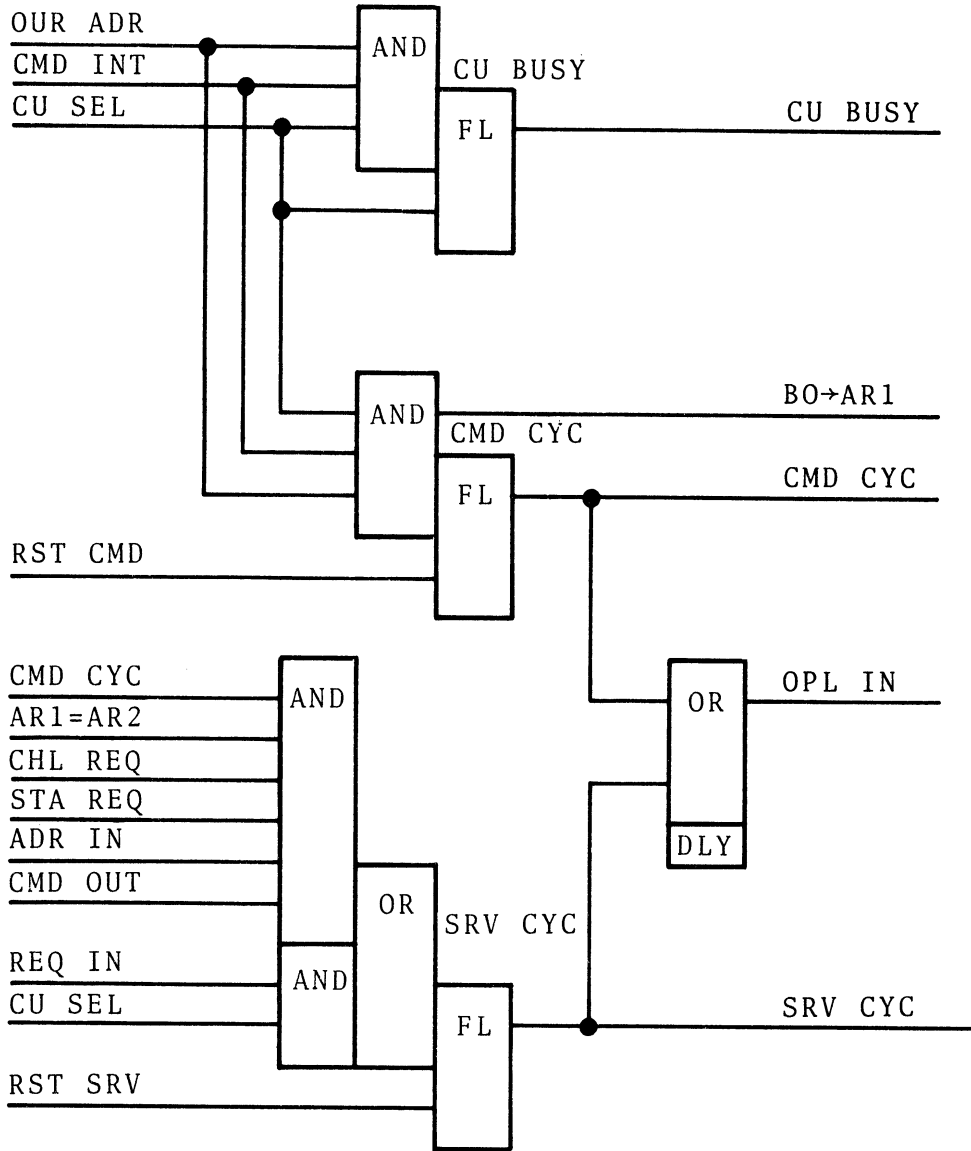 OUR ADR
CMD INT
CU SEL
AND
CU BUSY
FL
CU BUSY
AND
BO→AR1
CMD CYC
FL
CMD CYC
RST CMD
CMD CYC
AR1=AR2
CHL REQ
STA REQ
ADR IN
CMD OUT
AND
OR
OPL IN
DLY
REQ IN
CU SEL
AND
OR
SRV CYC
FL
SRV CYC
RST SRV